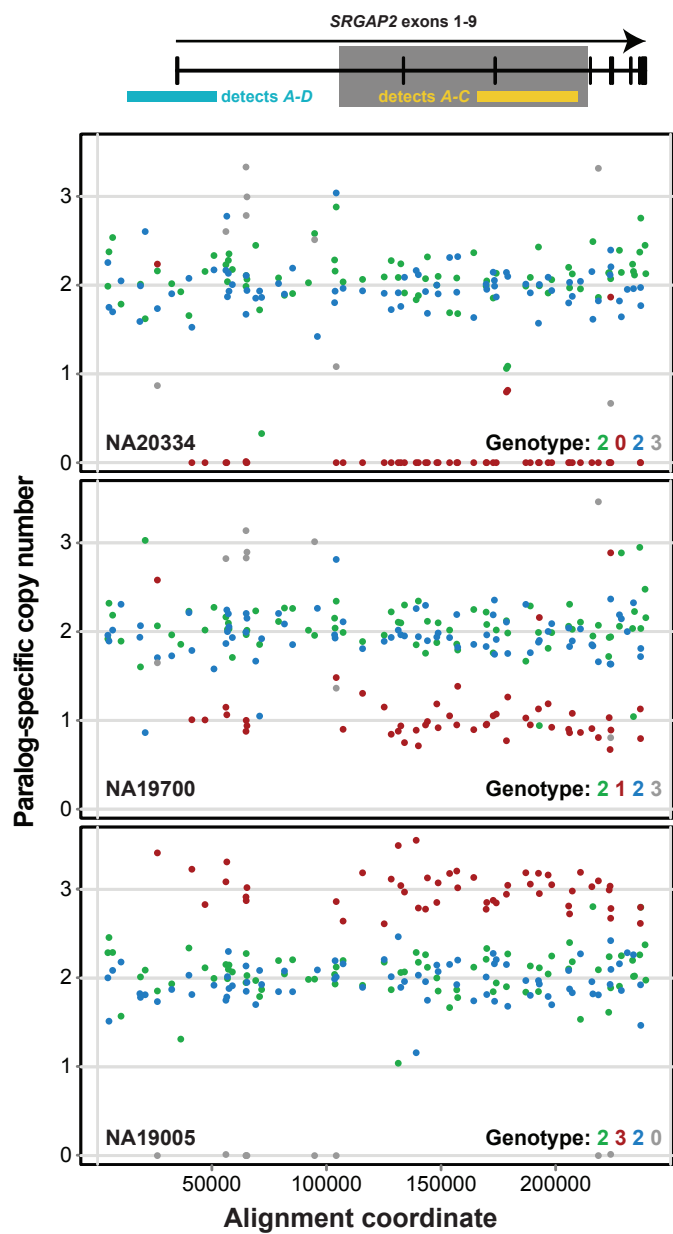 SRGAP2 exons 1-9
detects A-D
detects A-C
Paralog-specific copy number
3
2
1
0
NA20334
Genotype: 2 0 2 3
3
2
1
0
NA19700
Genotype: 2 1 2 3
3
2
1
0
NA19005
Genotype: 2 3 2 0
50000 100000 150000 200000
Alignment coordinate